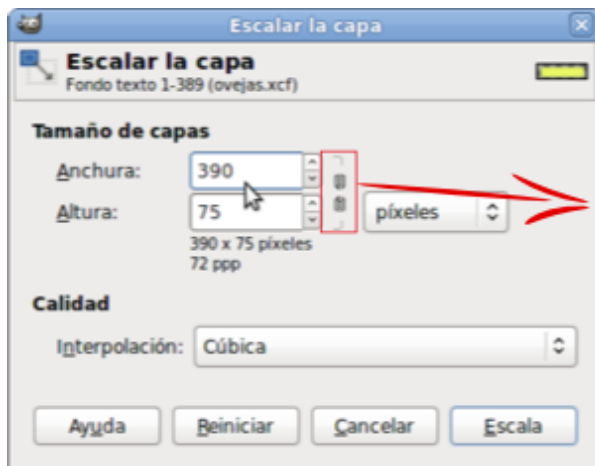 Escalar la capa
Escalar la capa
Fondo texto 1-389 (ovejas.xcf)
Tamaño de capas
Anchura: 390
Altura: 75 píxeles
390 x 75 píxeles
72 ppp
Calidad
Interpolación: Cúbica
Ayuda Reiniciar Cancelar Escala